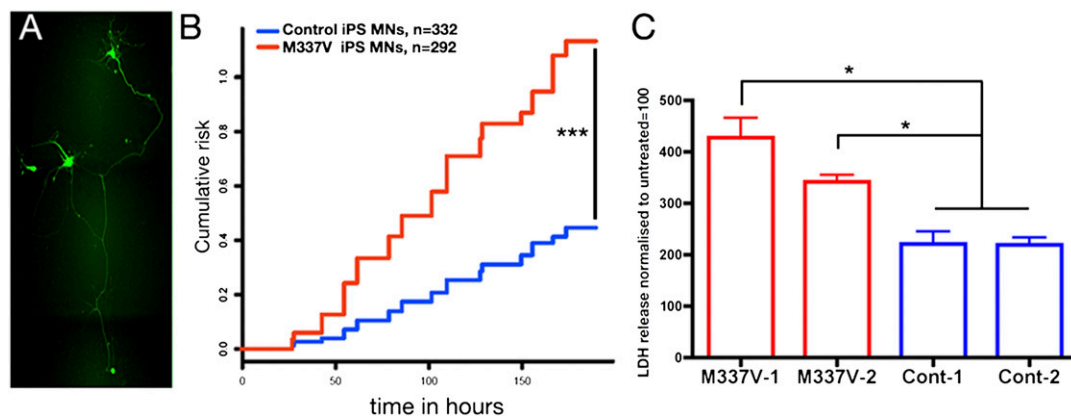 A
B
Control iPS MNs, n=332
M337V iPS MNs, n=292
Cumulative risk
1.0
0.8
0.6
0.4
0.2
0.0
***
0
50
100
150
time in hours
C
*
*
LDH release normalised to untreated=100
500
400
300
200
100
0
M337V-1
M337V-2
Cont-1
Cont-2